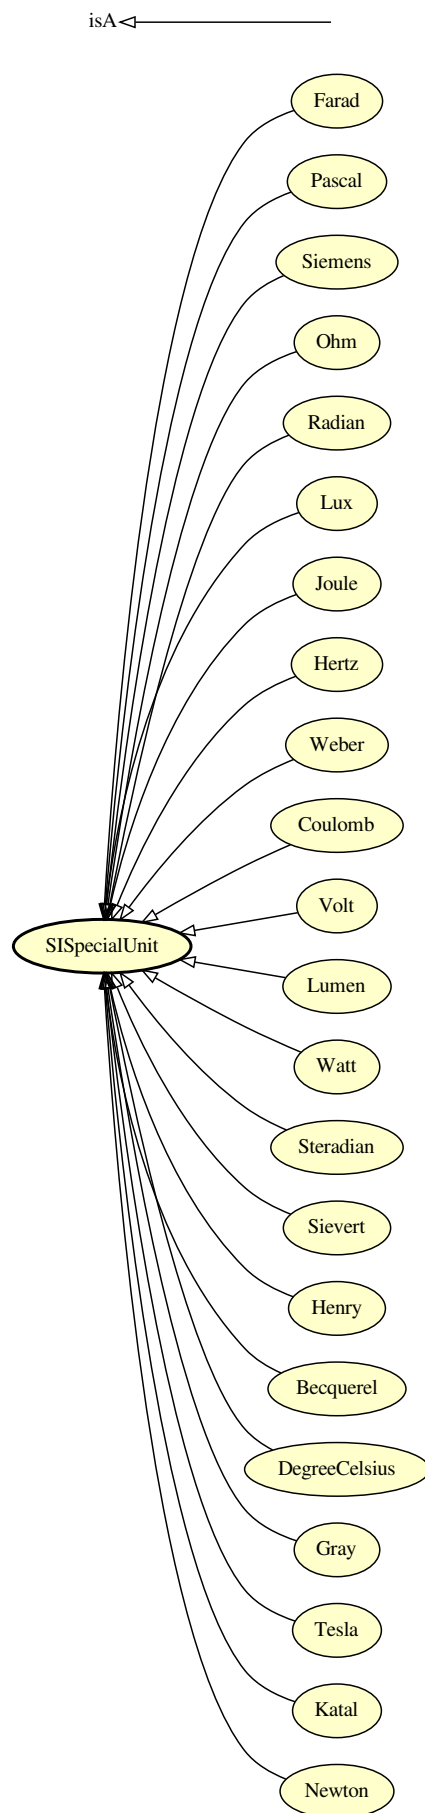 isA
Farad
Pascal
Siemens
Ohm
Radian
Lux
Joule
Hertz
Weber
Coulomb
Volt
SISpecialUnit
Lumen
Watt
Steradian
Sievert
Henry
Becquerel
DegreeCelsius
Gray
Tesla
Katal
Newton